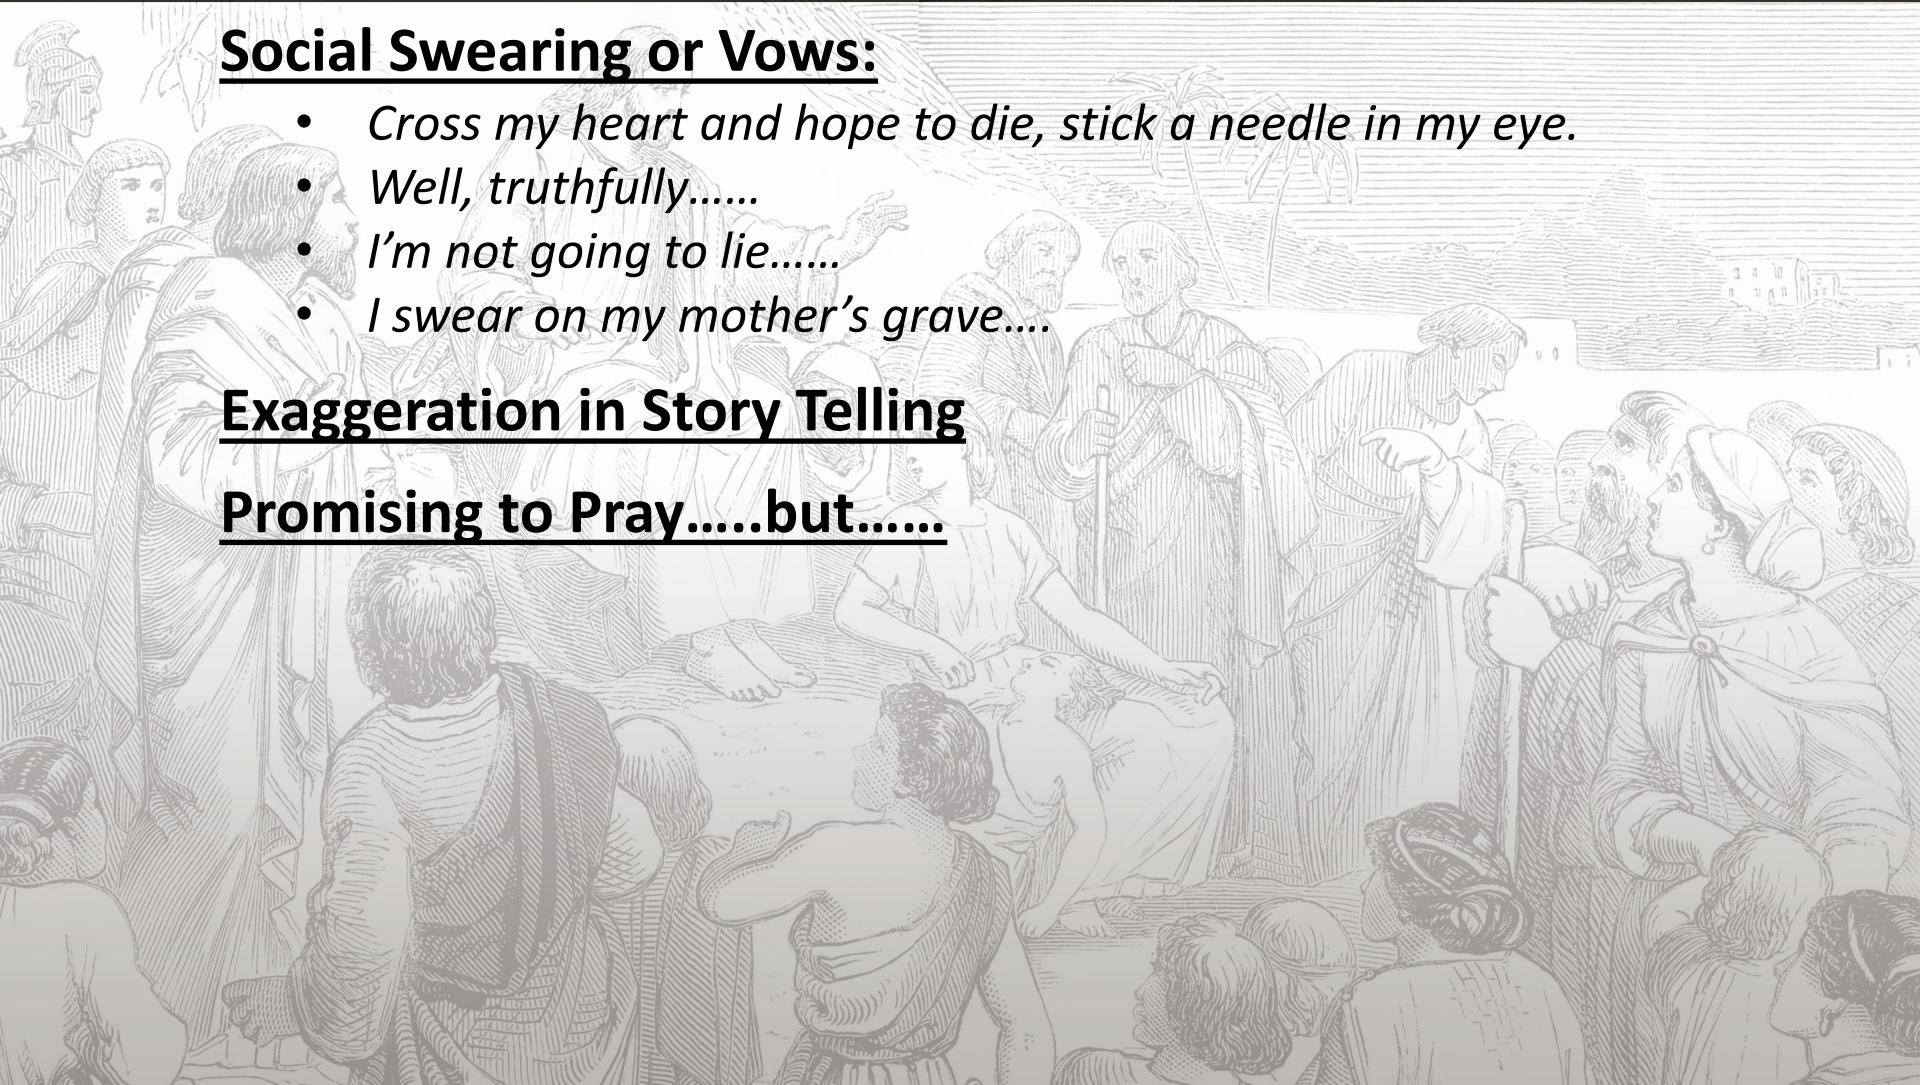 Social Swearing or Vows:
• Cross my heart and hope to die, stick a needle in my eye.
• Well, truthfully......
• I’m not going to lie......
• I swear on my mother’s grave....
Exaggeration in Story Telling
Promising to Pray.....but......